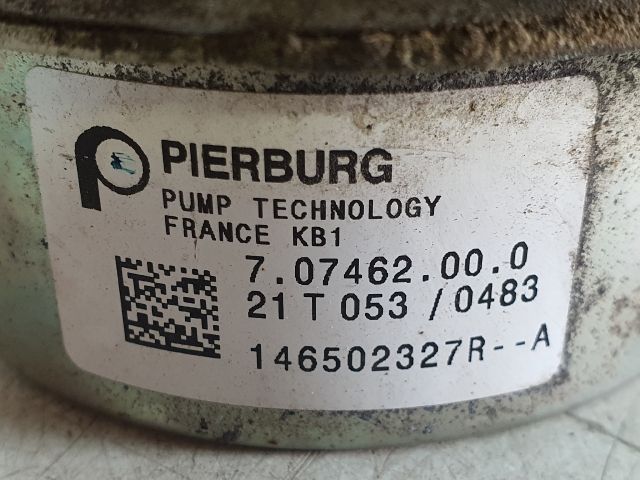 PIERBURG
PUMP TECHNOLOGY
FRANCE KB1
7.07462.00.0
21 T 053 / 0483
146502327R--A